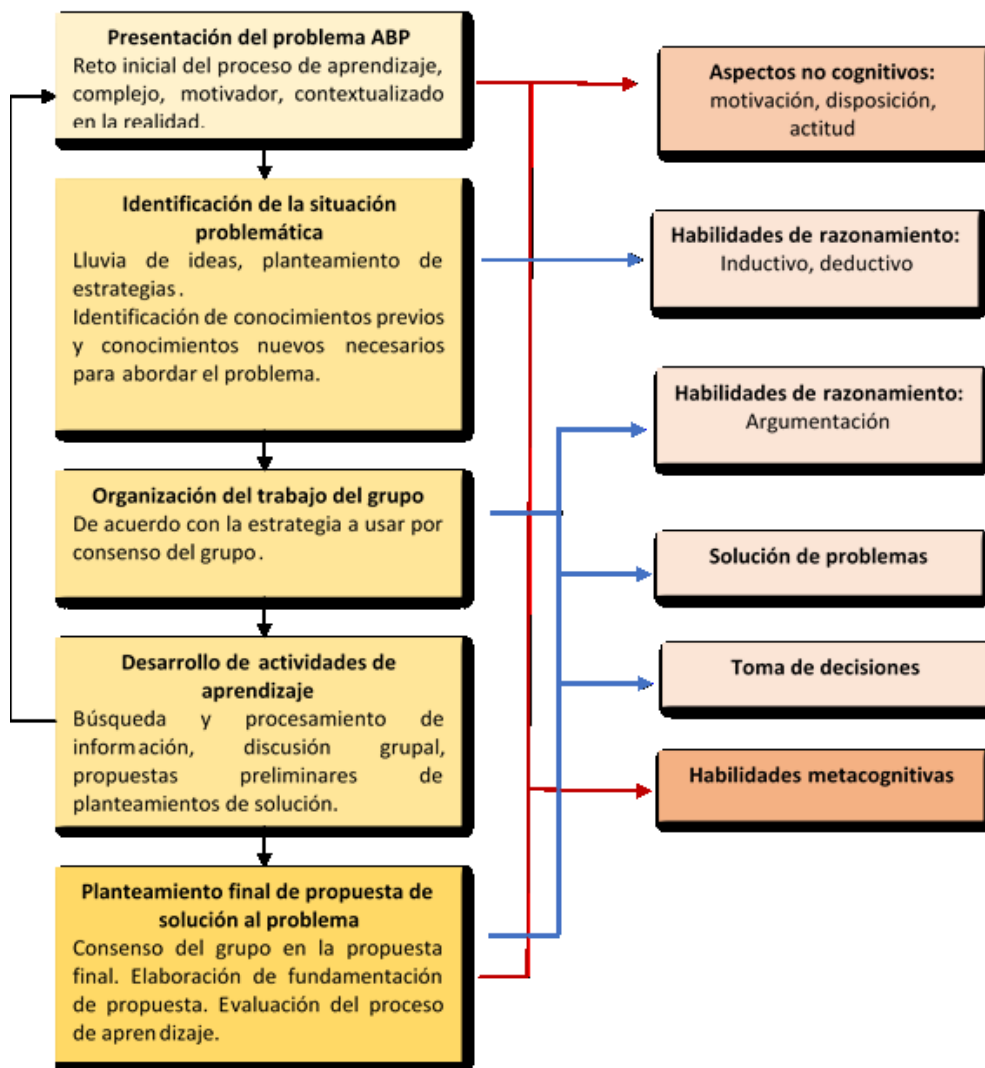 Presentación del problema ABP
Reto inicial del proceso de aprendizaje,
complejo, motivador, contextualizado
en la realidad.
Identificación de la situación
problemática
Lluvia de ideas, planteamiento de
estrategias.
Identificación de conocimientos previos
y conocimientos nuevos necesarios
para abordar el problema.
Organización del trabajo del grupo
De acuerdo con la estrategia a usar por
consenso del grupo.
Desarrollo de actividades de
aprendizaje
Búsqueda y procesamiento de
información, discusión grupal,
propuestas preliminares de
planteamientos de solución.
Planteamiento final de propuesta de
solución al problema
Consenso del grupo en la propuesta
final. Elaboración de fundamentación
de propuesta. Evaluación del proceso
de aprendizaje.
Aspectos no cognitivos:
motivación, disposición,
actitud
Habilidades de razonamiento:
Inductivo, deductivo
Habilidades de razonamiento:
Argumentación
Solución de problemas
Toma de decisiones
Habilidades metacognitivas